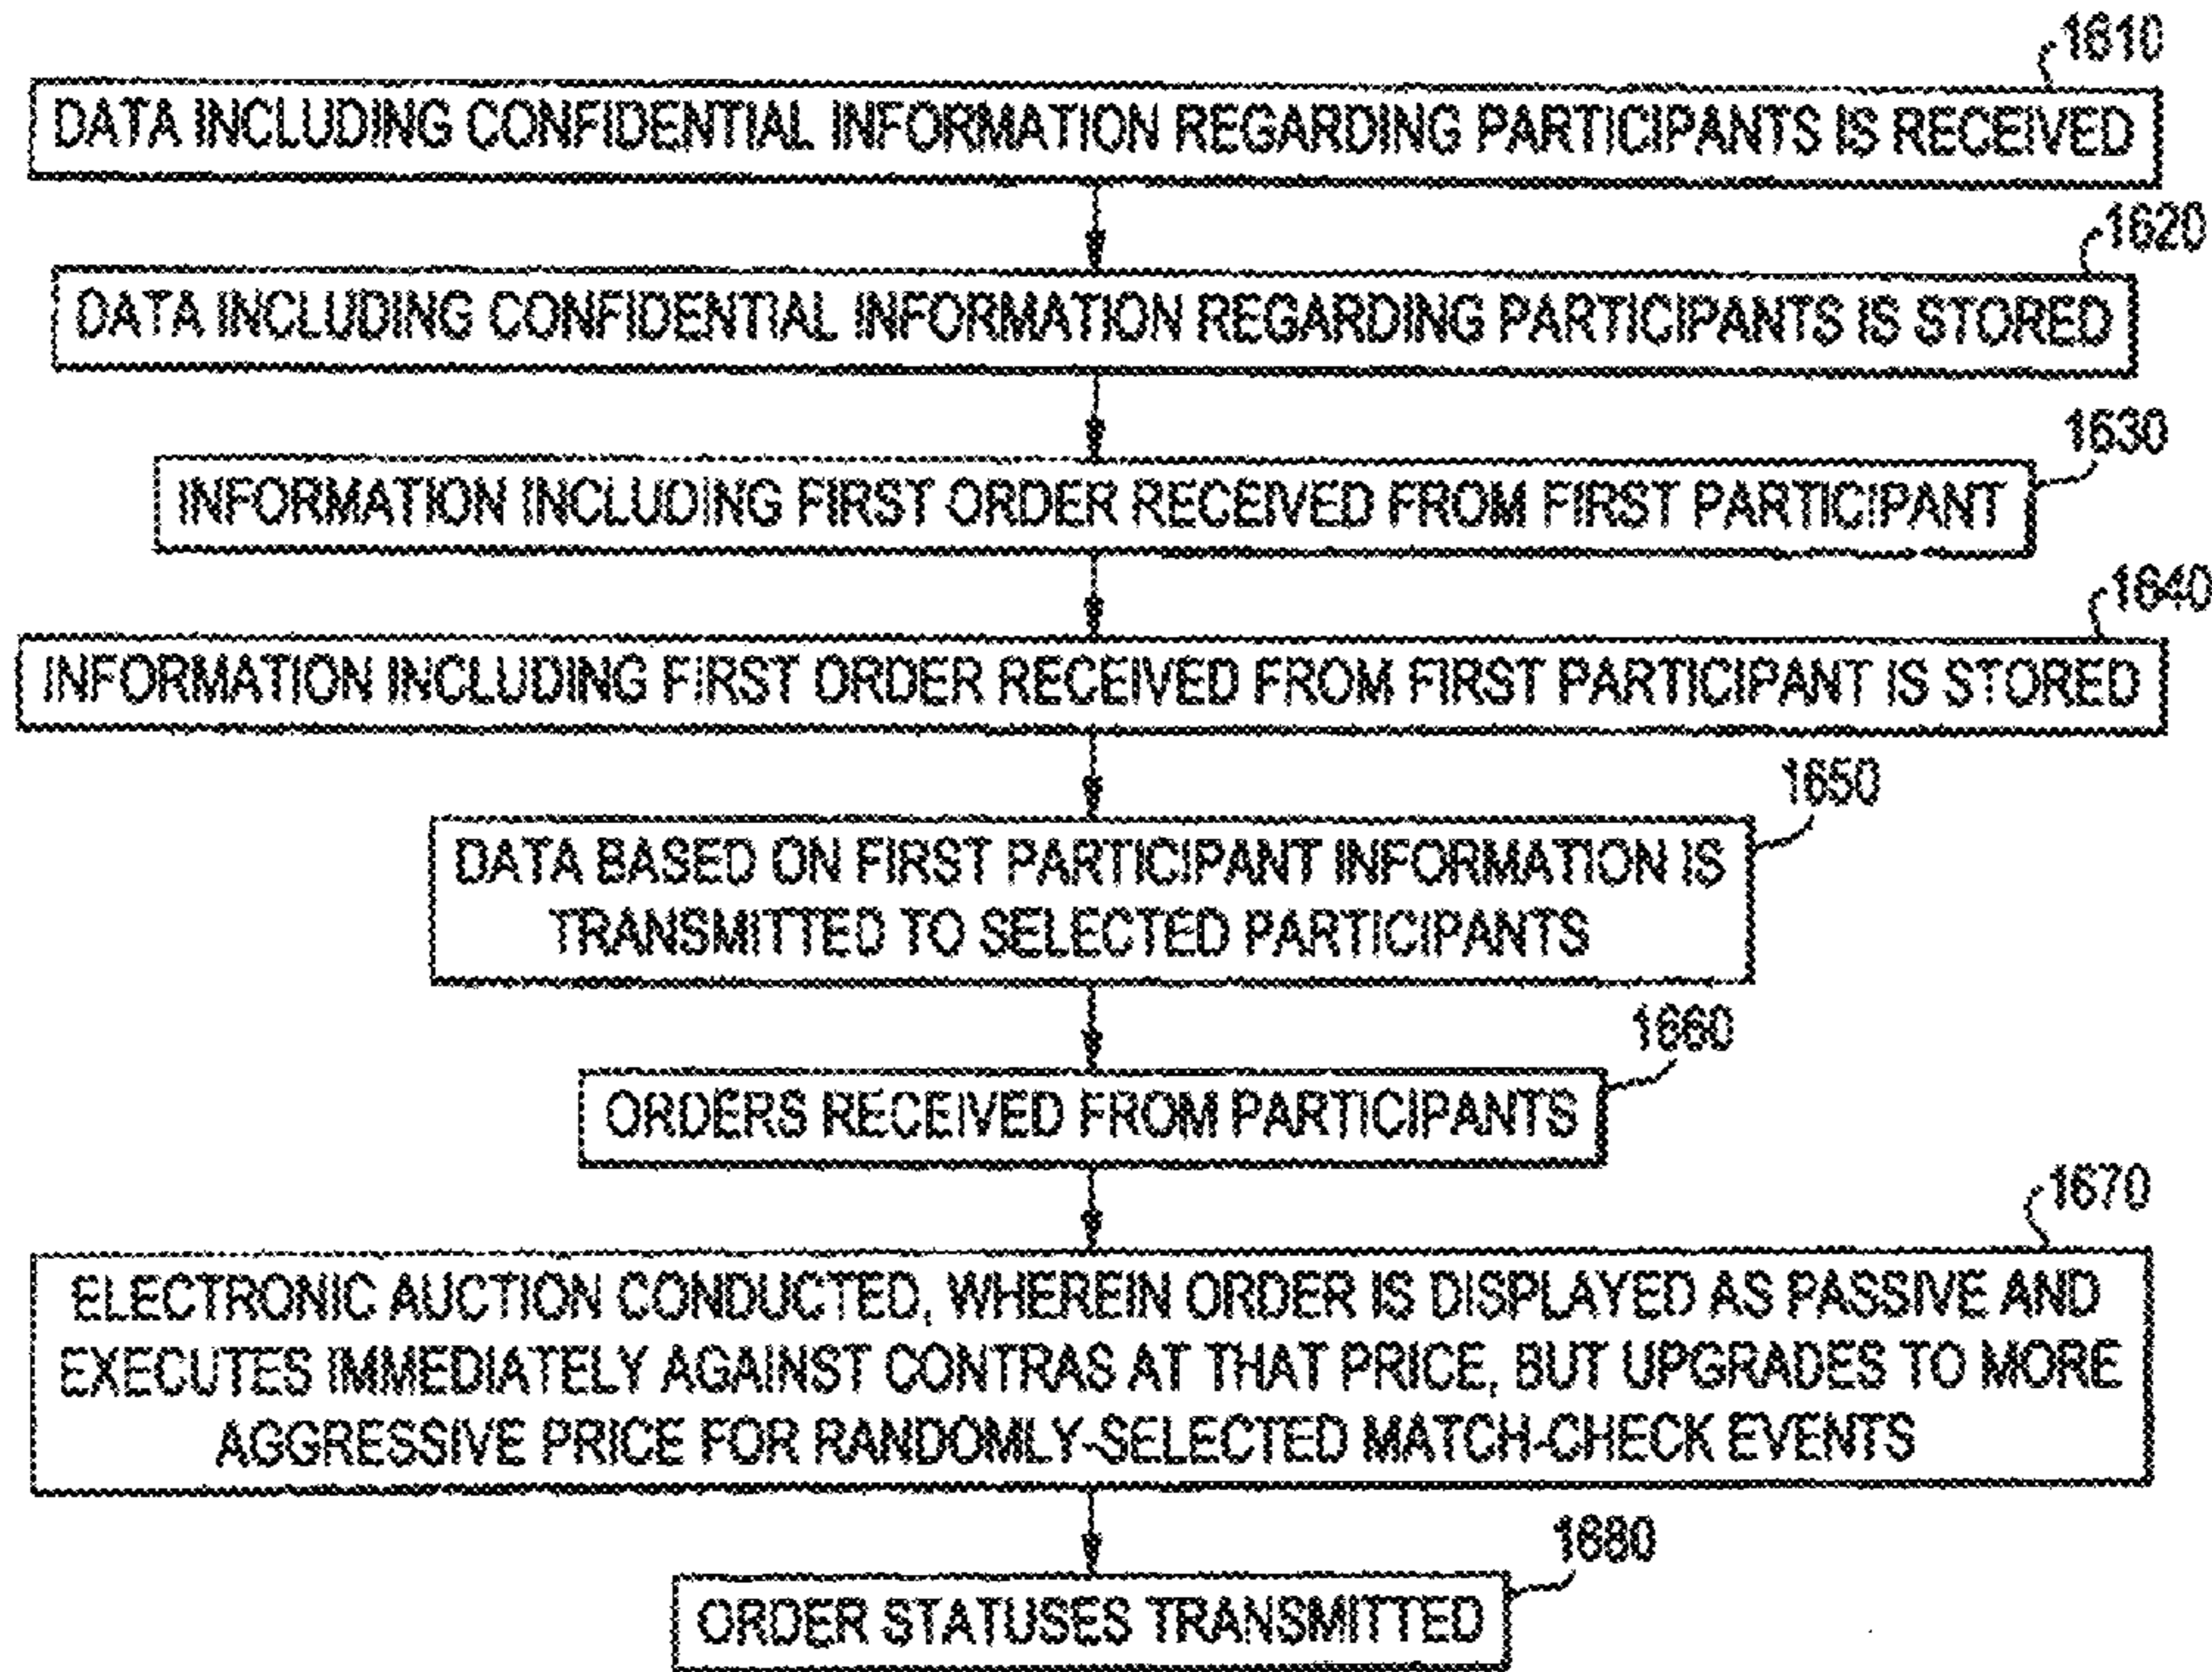 1610
DATA INCLUDING CONFIDENTIAL INFORMATION REGARDING PARTICIPANTS IS RECEIVED
1620
DATA INCLUDING CONFIDENTIAL INFORMATION REGARDING PARTICIPANTS IS STORED
1630
INFORMATION INCLUDING FIRST ORDER RECEIVED FROM FIRST PARTICIPANT
1640
INFORMATION INCLUDING FIRST ORDER RECEIVED FROM FIRST PARTICIPANT IS STORED
1650
DATA BASED ON FIRST PARTICIPANT INFORMATION IS
TRANSMITTED TO SELECTED PARTICIPANTS
1660
ORDERS RECEIVED FROM PARTICIPANTS
1670
ELECTRONIC AUCTION CONDUCTED, WHEREIN ORDER IS DISPLAYED AS PASSIVE AND
EXECUTES IMMEDIATELY AGAINST CONTRAS AT THAT PRICE, BUT UPGRADES TO MORE
AGGRESSIVE PRICE FOR RANDOMLY-SELECTED MATCH-CHECK EVENTS
1680
ORDER STATUSES TRANSMITTED